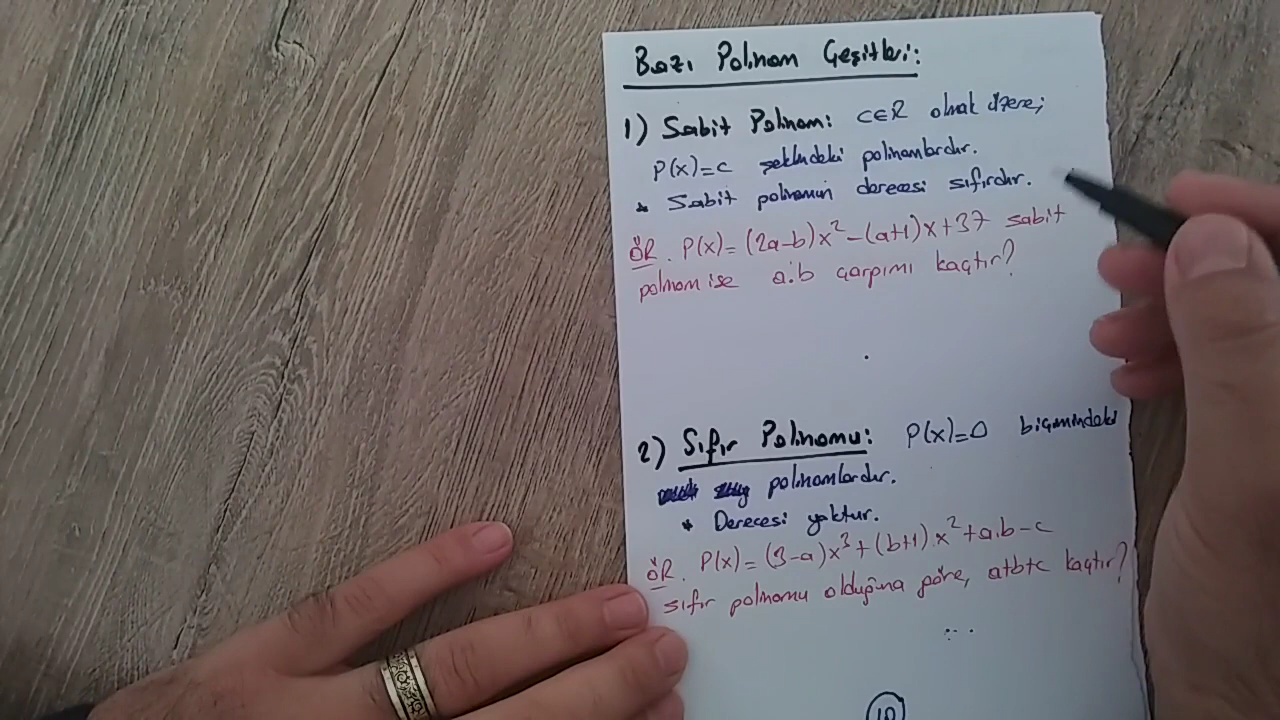 Bazı Polinom Çeşitleri:
1) Sabit Polinom: c∈R olmak üzere;
P(x)=c şeklindeki polinomlardır.
* Sabit polinomun derecesi sıfırdır.
ÖR. P(x)=(2a-b)x²-(a+1)x+37 sabit
polinom ise a.b çarpımı kaçtır?
2) Sıfır Polinomu: P(x)=0 biçimindeki
polinomlardır.
* Derecesi yoktur.
ÖR. P(x)=(3-a)x³+(b+1).x²+a.b-c
sıfır polinomu olduğuna göre, a+b+c kaçtır?
10